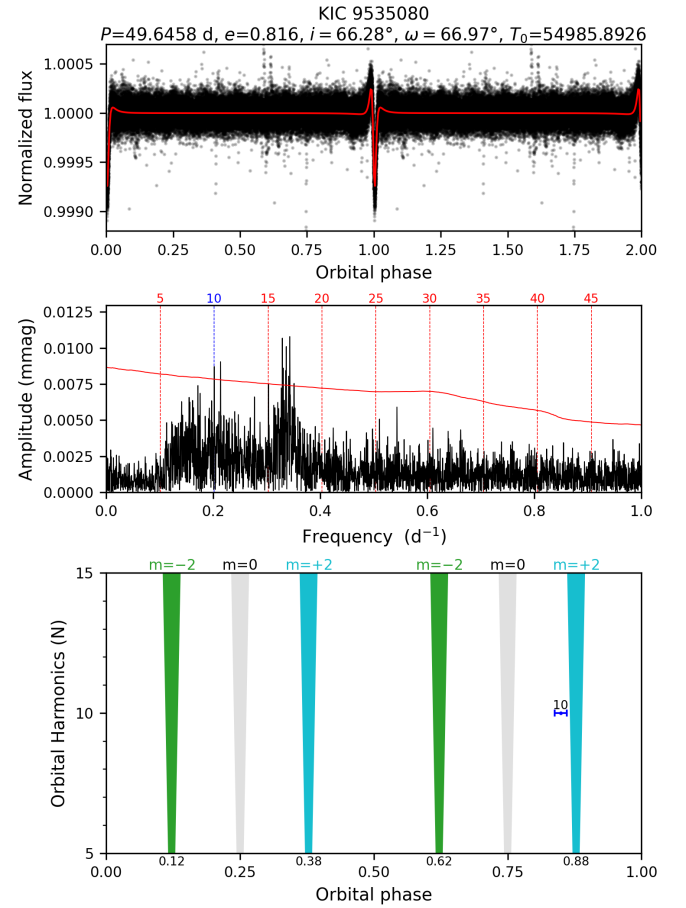 KIC 9535080
P=49.6458 d, e=0.816, i = 66.28°, ω = 66.97°, T₀=54985.8926
1.0005
1.0000
0.9995
0.9990
Normalized flux
0.00 0.25 0.50 0.75 1.00 1.25 1.50 1.75 2.00
Orbital phase
5 10 15 20 25 30 35 40 45
0.0125
0.0100
0.0075
0.0050
0.0025
0.0000
Amplitude (mmag)
0.0 0.2 0.4 0.6 0.8 1.0
Frequency (d⁻¹)
m=−2 m=0 m=+2 m=−2 m=0 m=+2
15
10
5
Orbital Harmonics (N)
10
0.12 0.38 0.62 0.88
0.00 0.25 0.50 0.75 1.00
Orbital phase